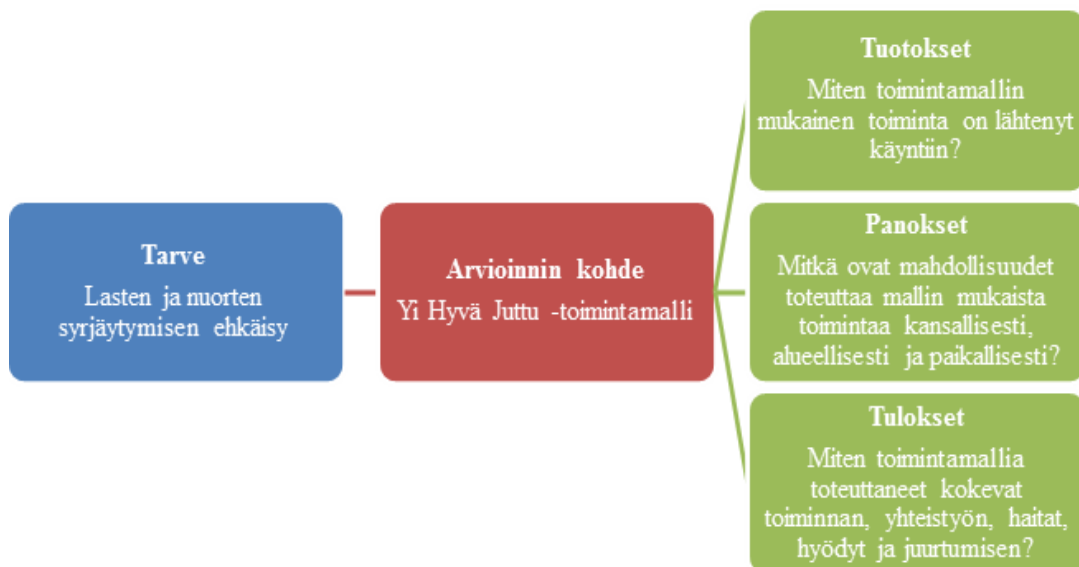 Tarve
Lasten ja nuorten
syrjäytymisen ehkäisy
Arvioinnin kohde
Yi Hyvä Juttu -toimintamalli
Tuotokset
Miten toimintamallin
mukainen toiminta on lähtenyt
käyntiin?
Panokset
Mitkä ovat mahdollisuudet
toteuttaa mallin mukaista
toimintaa kansallisesti,
alueellisesti ja paikallisesti?
Tulokset
Miten toimintamallia
toteuttaneet kokevat
toiminnan, yhteistyön, haitat,
hyödyt ja juurtumisen?